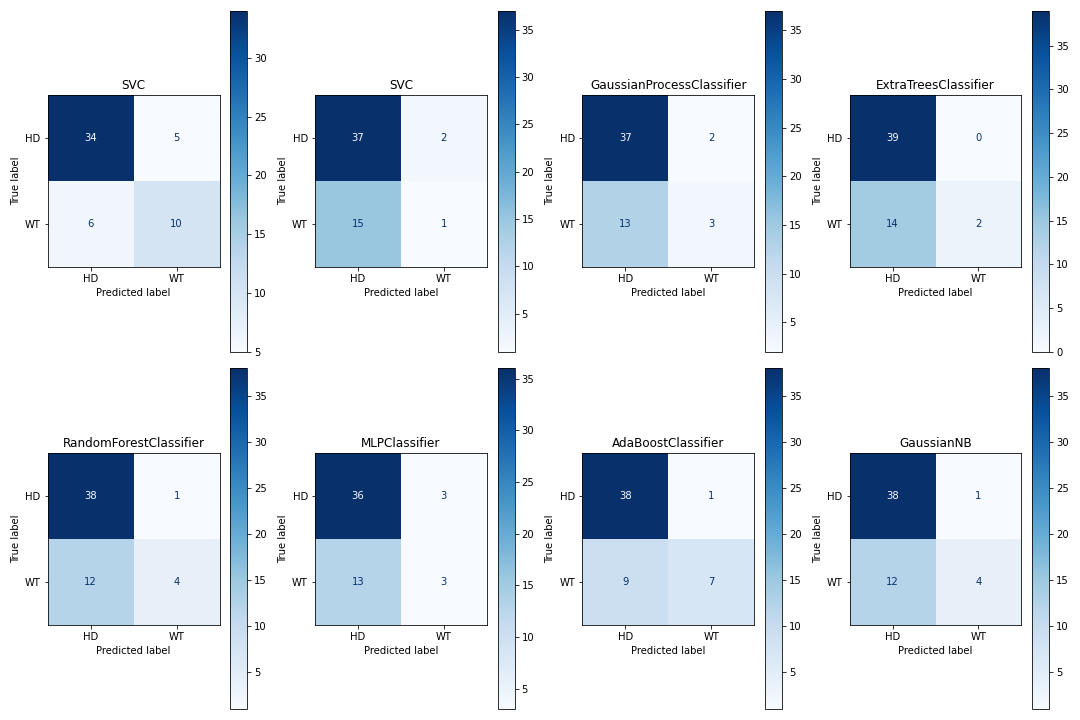 SVC
HD
WT
34
5
6
10
True label
HD
WT
Predicted label
30
25
20
15
10
5
SVC
HD
WT
37
2
15
1
True label
HD
WT
Predicted label
35
30
25
20
15
10
5
GaussianProcessClassifier
HD
WT
37
2
13
3
True label
HD
WT
Predicted label
35
30
25
20
15
10
5
ExtraTreesClassifier
HD
WT
39
0
14
2
True label
HD
WT
Predicted label
35
30
25
20
15
10
5
0
RandomForestClassifier
HD
WT
38
1
12
4
True label
HD
WT
Predicted label
35
30
25
20
15
10
5
MLPClassifier
HD
WT
36
3
13
3
True label
HD
WT
Predicted label
35
30
25
20
15
10
5
AdaBoostClassifier
HD
WT
38
1
9
7
True label
HD
WT
Predicted label
35
30
25
20
15
10
5
GaussianNB
HD
WT
38
1
12
4
True label
HD
WT
Predicted label
35
30
25
20
15
10
5